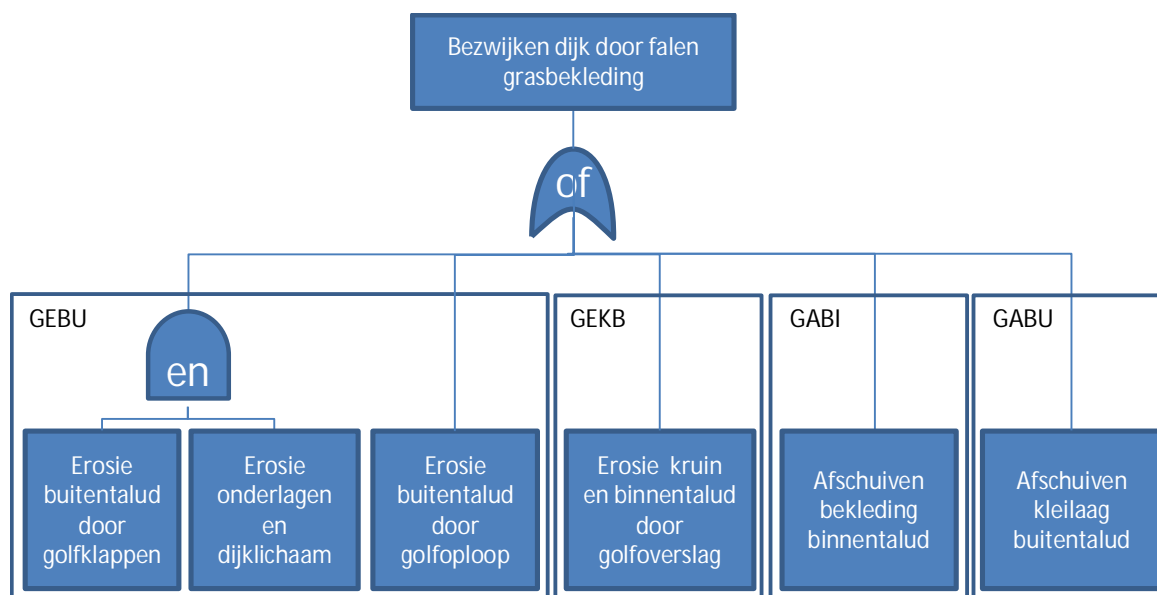 Bezwijken dijk door falen
grasbekleding
of
GEBU
GEKB
GABI
GABU
en
Erosie
buitentalud
door
golfklappen
Erosie
onderlagen
en
dijklichaam
Erosie
buitentalud
door
golfoploop
Erosie kruin
en binnentalud
door
golfoverslag
Afschuiven
bekleding
binnentalud
Afschuiven
kleilaag
buitentalud